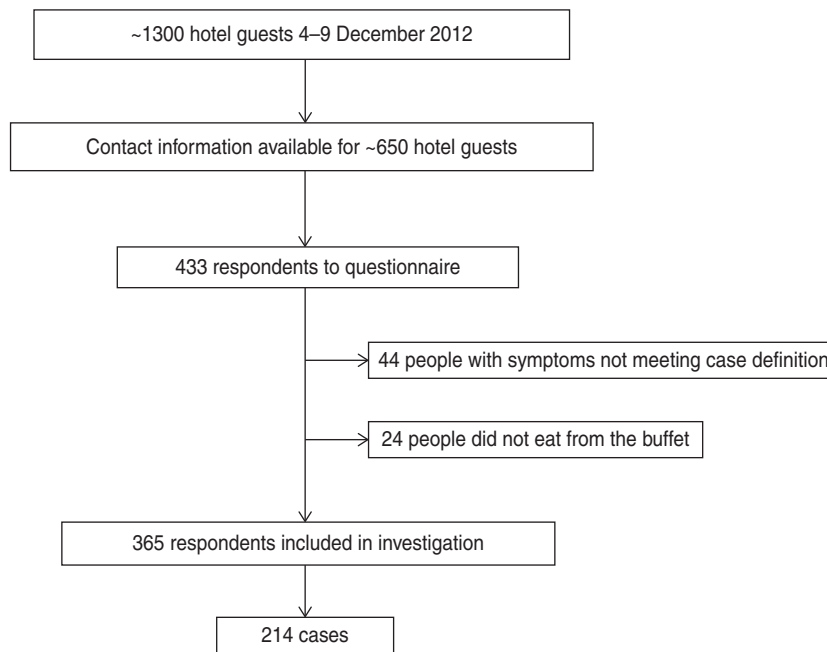 ~1300 hotel guests 4–9 December 2012
Contact information available for ~650 hotel guests
433 respondents to questionnaire
44 people with symptoms not meeting case definition
24 people did not eat from the buffet
365 respondents included in investigation
214 cases